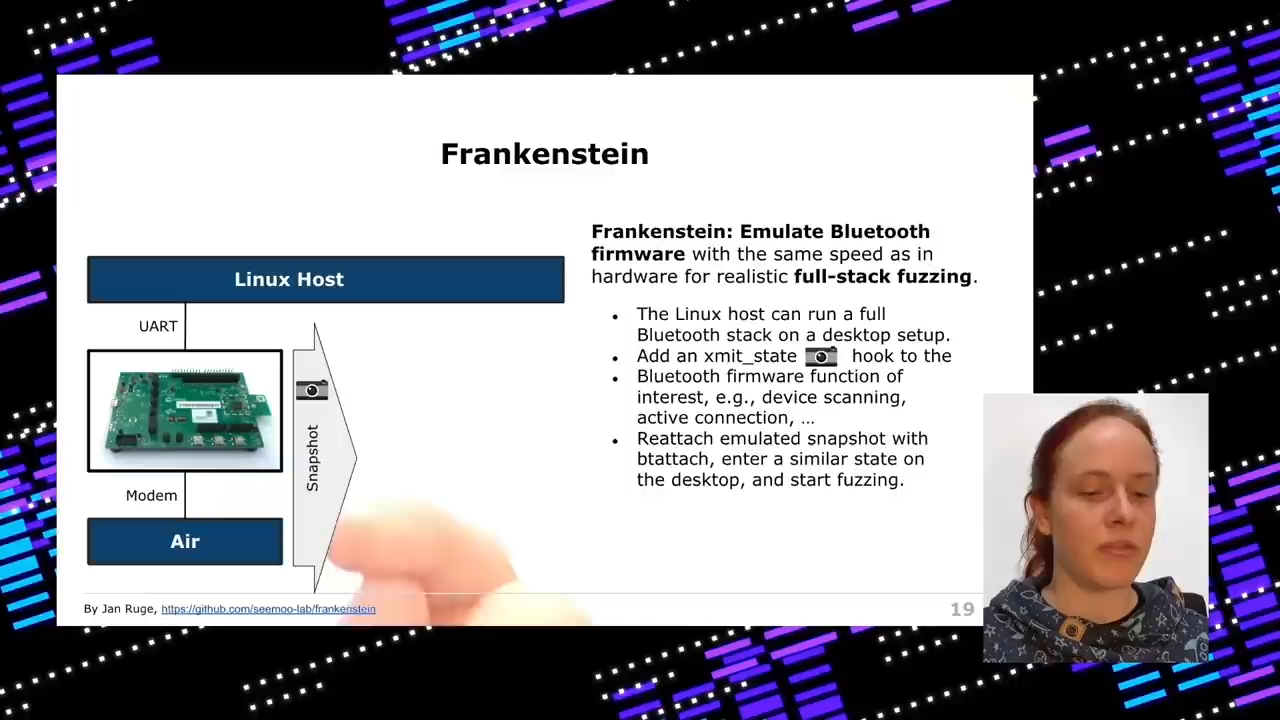 Frankenstein
Linux Host
UART
Snapshot
Modem
Air
Frankenstein: Emulate Bluetooth
firmware with the same speed as in
hardware for realistic full-stack fuzzing.
• The Linux host can run a full
Bluetooth stack on a desktop setup.
• Add an xmit_state hook to the
• Bluetooth firmware function of
interest, e.g., device scanning,
active connection, …
• Reattach emulated snapshot with
btattach, enter a similar state on
the desktop, and start fuzzing.
By Jan Ruge, https://github.com/seemoo-lab/frankenstein
19